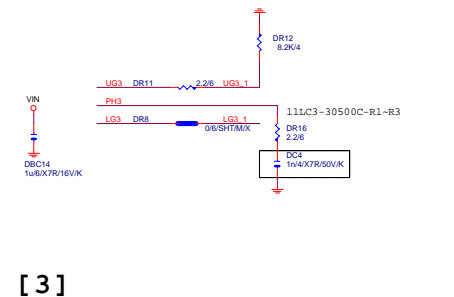 DR12
8.2K/4
UG3 DR11 2.2/6 UG3_1
VIN
PH3
11LC3-30500C-R1~R3
LG3 DR8 LG3_1
0/6/SHT/M/X
DR16
2.2/6
DC4
1n/4/X7R/50V/K
DBC14
1u/6/X7R/16V/K
[3]